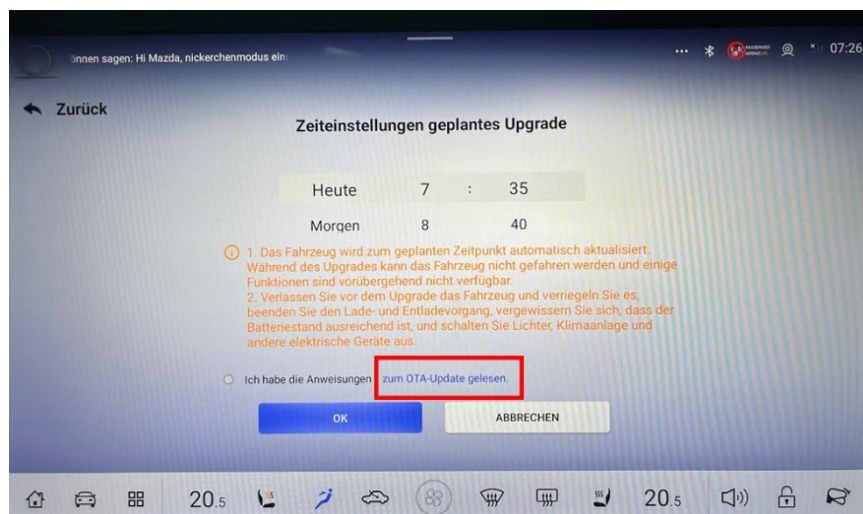 önnen sagen: Hi Mazda, nickerchenmodus ein
PASSENGER
AIRBAG
07:26
Zurück
Zeiteinstellungen geplantes Upgrade
Heute 7 : 35
Morgen 8 40
1. Das Fahrzeug wird zum geplanten Zeitpunkt automatisch aktualisiert.
Während des Upgrades kann das Fahrzeug nicht gefahren werden und einige
Funktionen sind vorübergehend nicht verfügbar.
2. Verlassen Sie vor dem Upgrade das Fahrzeug und verriegeln Sie es,
beenden Sie den Lade- und Entladevorgang, vergewissern Sie sich, dass der
Batteriestand ausreichend ist, und schalten Sie Lichter, Klimaanlage und
andere elektrische Geräte aus.
Ich habe die Anweisungen zum OTA-Update gelesen.
OK ABBRECHEN
20.5 20.5